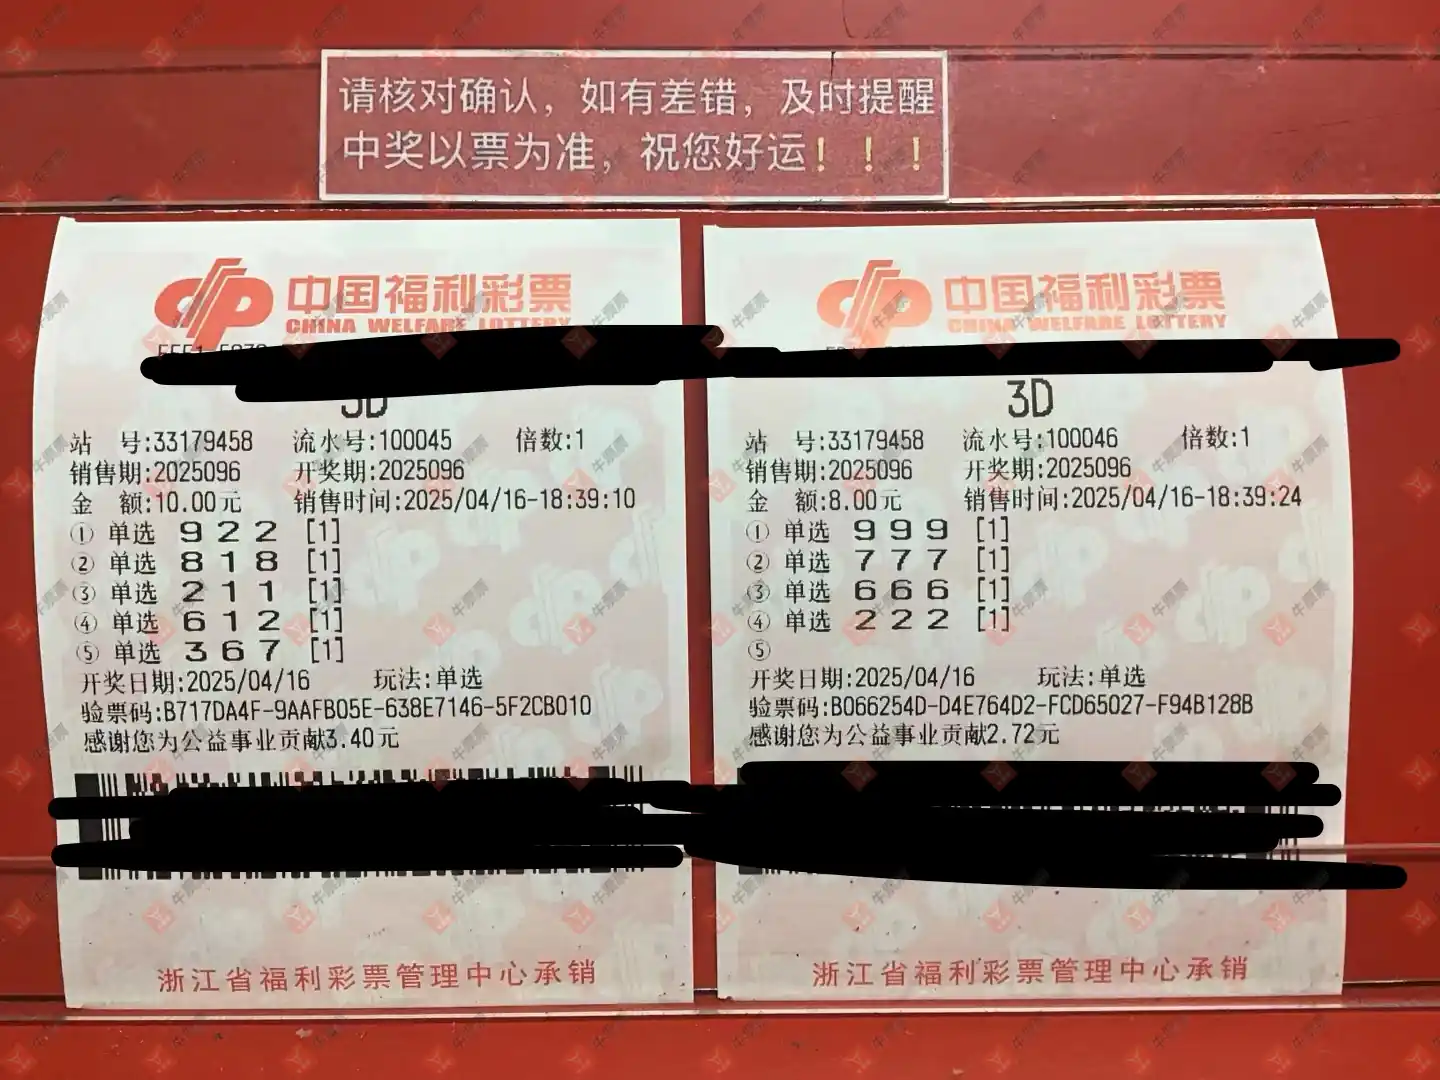 请核对确认，如有差错，及时提醒
中奖以票为准，祝您好运！！！
中国福利彩票
CHINA WELFARE LOTTERY
3D
站 号:33179458 流水号:100045 倍数:1
销售期:2025096 开奖期:2025096
金 额:10.00元 销售时间:2025/04/16-18:39:10
① 单选 9 2 2 [1]
② 单选 8 1 8 [1]
③ 单选 2 1 1 [1]
④ 单选 6 1 2 [1]
⑤ 单选 3 6 7 [1]
开奖日期:2025/04/16 玩法:单选
验票码:B717DA4F-9AAFB05E-638E7146-5F2CB010
感谢您为公益事业贡献3.40元
浙江省福利彩票管理中心承销
中国福利彩票
CHINA WELFARE LOTTERY
3D
站 号:33179458 流水号:100046 倍数:1
销售期:2025096 开奖期:2025096
金 额:8.00元 销售时间:2025/04/16-18:39:24
① 单选 9 9 9 [1]
② 单选 7 7 7 [1]
③ 单选 6 6 6 [1]
④ 单选 2 2 2 [1]
⑤
开奖日期:2025/04/16 玩法:单选
验票码:B066254D-D4E764D2-FCD65027-F94B128B
感谢您为公益事业贡献2.72元
浙江省福利彩票管理中心承销
牛票票